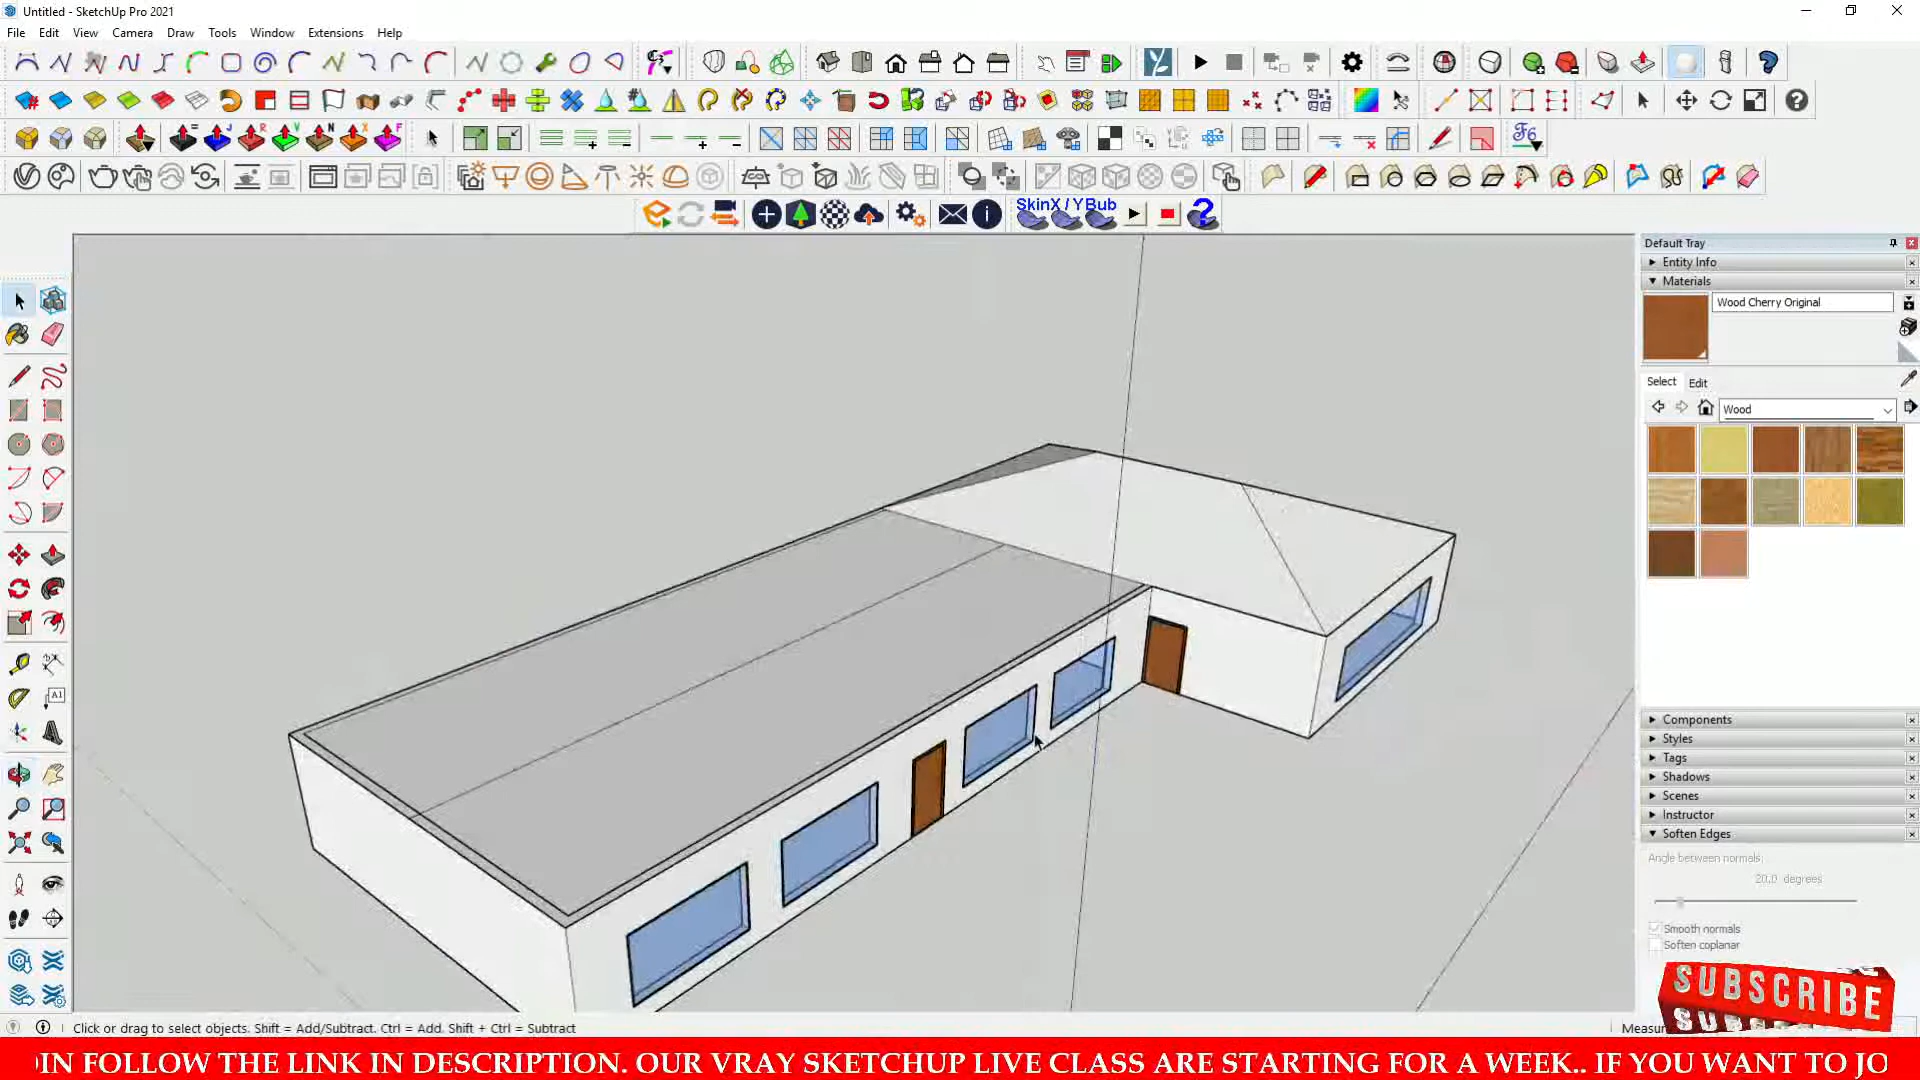 Untitled - SketchUp Pro 2021
File Edit View Camera Draw Tools Window Extensions Help
SkinX / YBub
Default Tray
Entity Info
Materials
Wood Cherry Original
Select Edit
Wood
Components
Styles
Tags
Shadows
Scenes
Instructor
Soften Edges
Angle between normals:
20.0 degrees
Smooth normals
Soften coplanar
SUBSCRIBE
Click or drag to select objects. Shift = Add/Subtract. Ctrl = Add. Shift + Ctrl = Subtract
OIN FOLLOW THE LINK IN DESCRIPTION. OUR VRAY SKETCHUP LIVE CLASS ARE STARTING FOR A WEEK.. IF YOU WANT TO JO